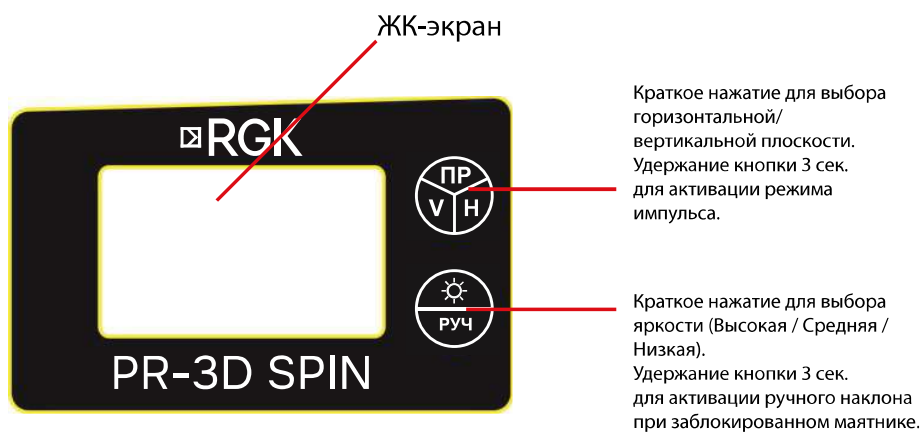 ЖК-экран
RGK
ПР
V H
РУЧ
PR-3D SPIN
Краткое нажатие для выбора
горизонтальной/
вертикальной плоскости.
Удержание кнопки 3 сек.
для активации режима
импульса.
Краткое нажатие для выбора
яркости (Высокая / Средняя /
Низкая).
Удержание кнопки 3 сек.
для активации ручного наклона
при заблокированном маятнике.